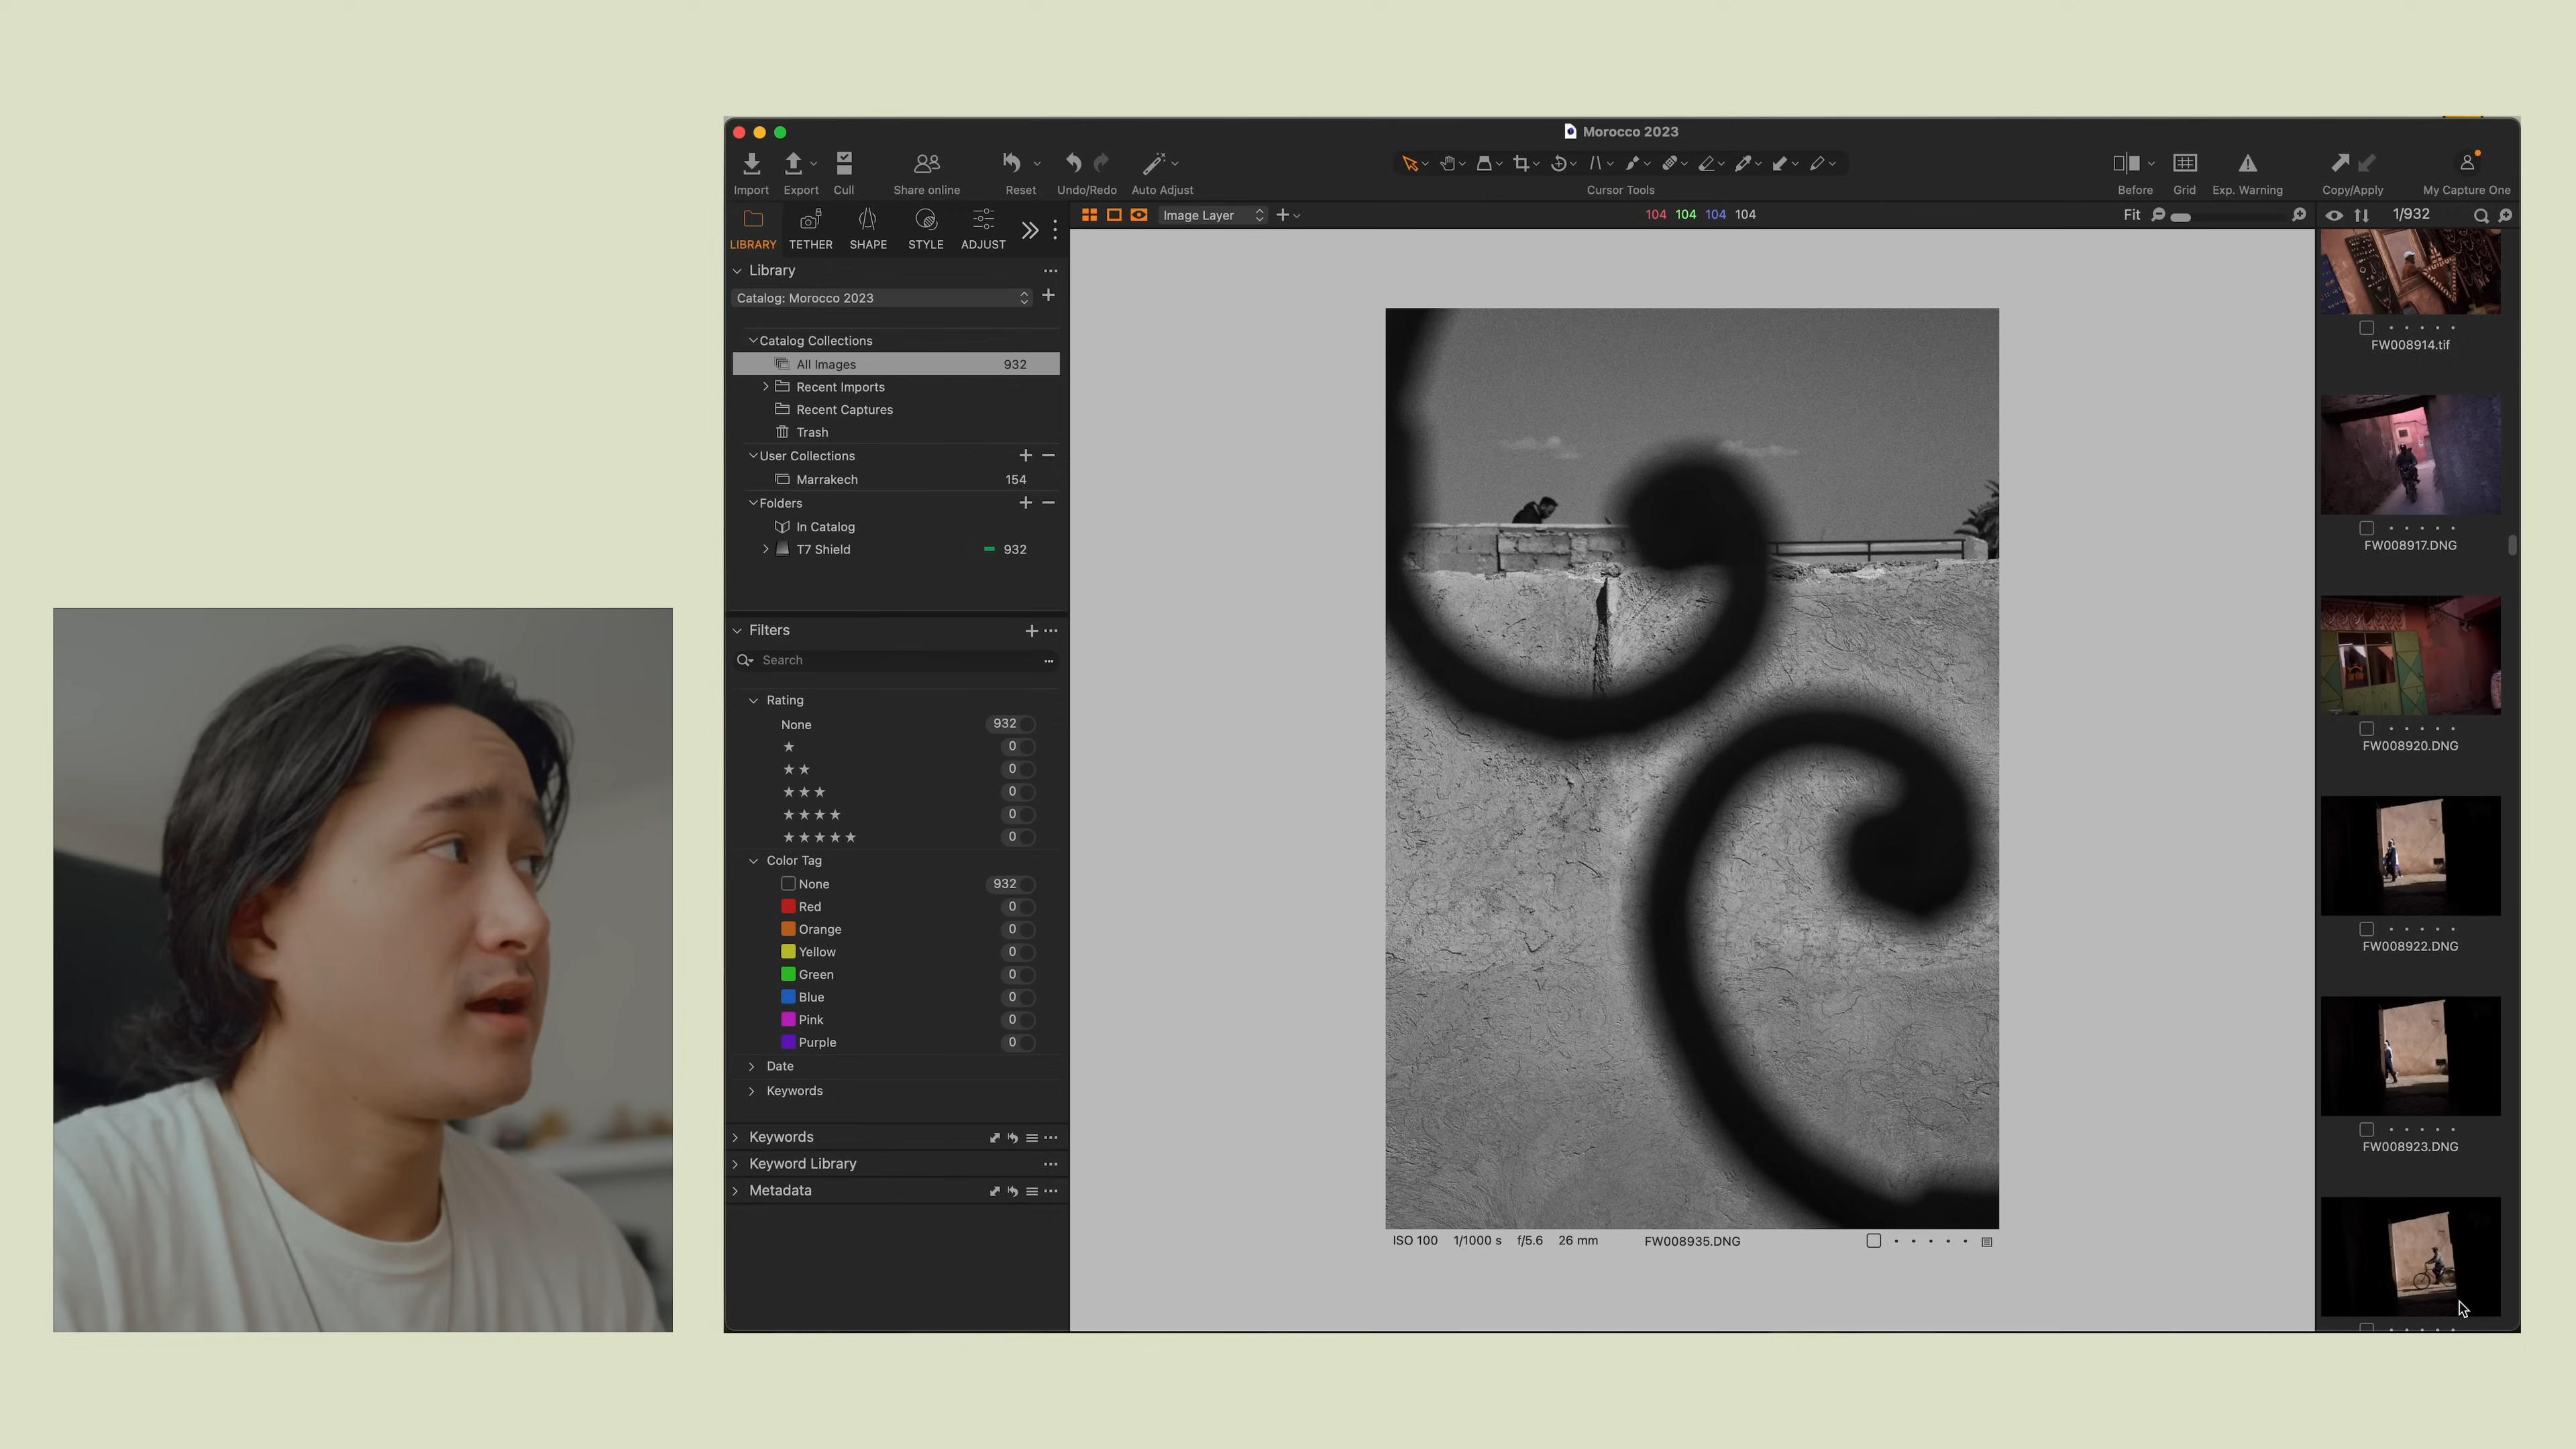 Morocco 2023
Import
Export
Cull
Share online
Reset
Undo/Redo
Auto Adjust
Cursor Tools
Before
Grid
Exp. Warning
Copy/Apply
My Capture One
LIBRARY
TETHER
SHAPE
STYLE
ADJUST
Image Layer
104 104 104 104
Fit
1/932
Library
Catalog: Morocco 2023
Catalog Collections
All Images 932
Recent Imports
Recent Captures
Trash
User Collections
Marrakech 154
Folders
In Catalog
T7 Shield 932
Filters
Search
Rating
None 932
0
0
0
0
0
Color Tag
None 932
Red 0
Orange 0
Yellow 0
Green 0
Blue 0
Pink 0
Purple 0
Date
Keywords
Keywords
Keyword Library
Metadata
ISO 100 1/1000 s f/5.6 26 mm FW008935.DNG
FW008914.tif
FW008917.DNG
FW008920.DNG
FW008922.DNG
FW008923.DNG